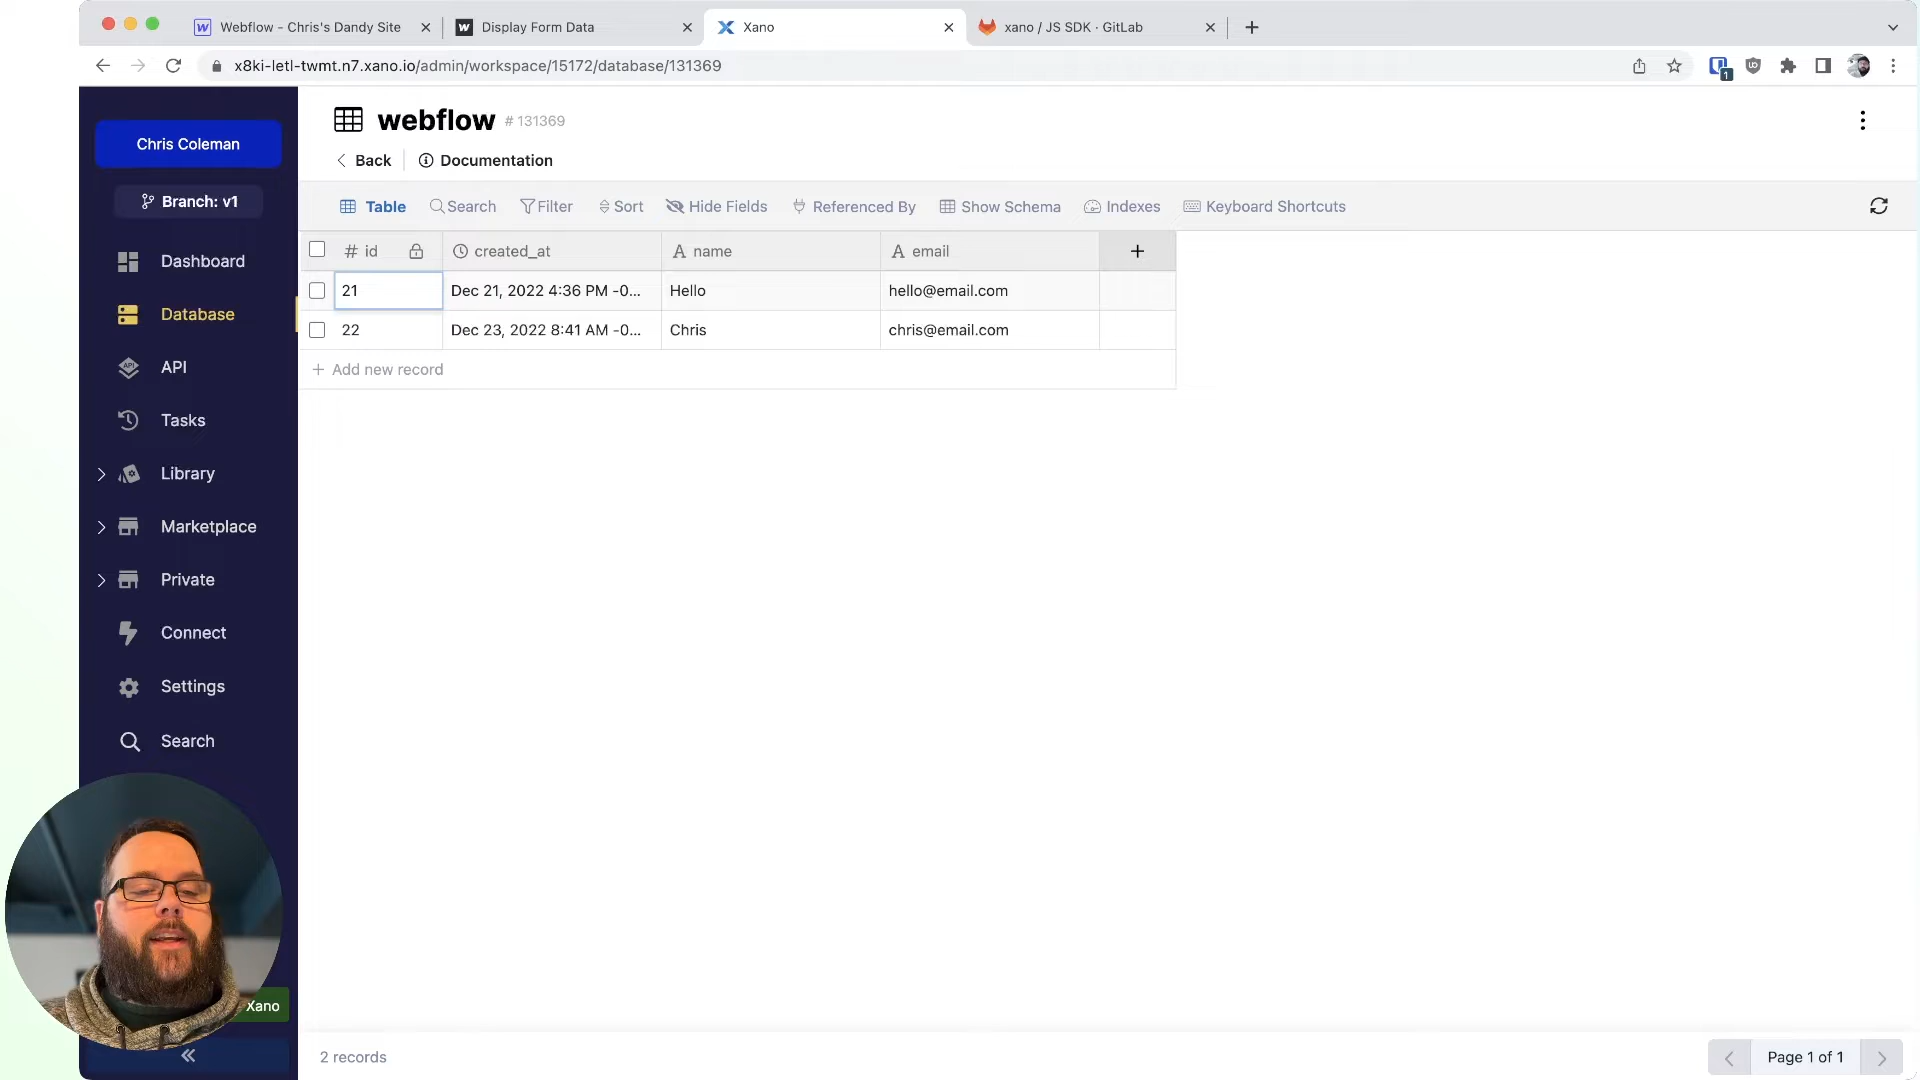 Webflow - Chris's Dandy Site
Display Form Data
Xano
xano / JS SDK · GitLab
x8ki-letl-twmt.n7.xano.io/admin/workspace/15172/database/131369
1
Chris Coleman
Branch: v1
Dashboard
Database
API
Tasks
Library
Marketplace
Private
Connect
Settings
Search
Xano
webflow # 131369
Back
Documentation
Table Search Filter Sort Hide Fields Referenced By Show Schema Indexes Keyboard Shortcuts
# id created_at A name A email +
21 Dec 21, 2022 4:36 PM -0... Hello hello@email.com
22 Dec 23, 2022 8:41 AM -0... Chris chris@email.com
+ Add new record
2 records
Page 1 of 1